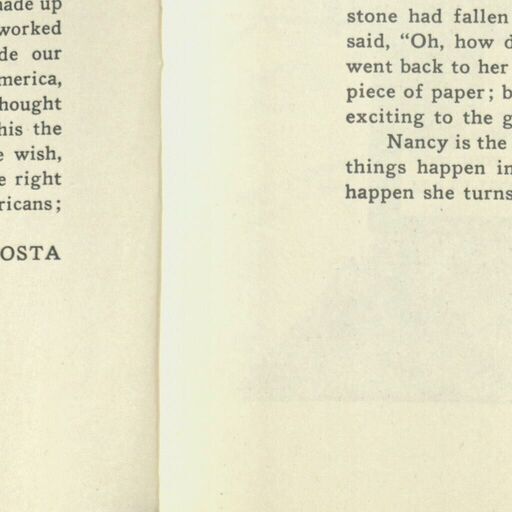 made up
worked
de our
merica,
hought
his the
e wish,
e right
ricans;
OSTA
stone had fallen
said, “Oh, how d
went back to her
piece of paper; b
exciting to the g
Nancy is the
things happen in
happen she turns